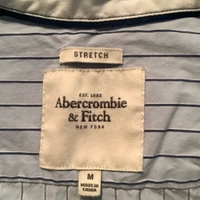 STRETCH
EST. 1892
Abercrombie
& Fitch
NEW YORK
M
MADE IN
CHINA